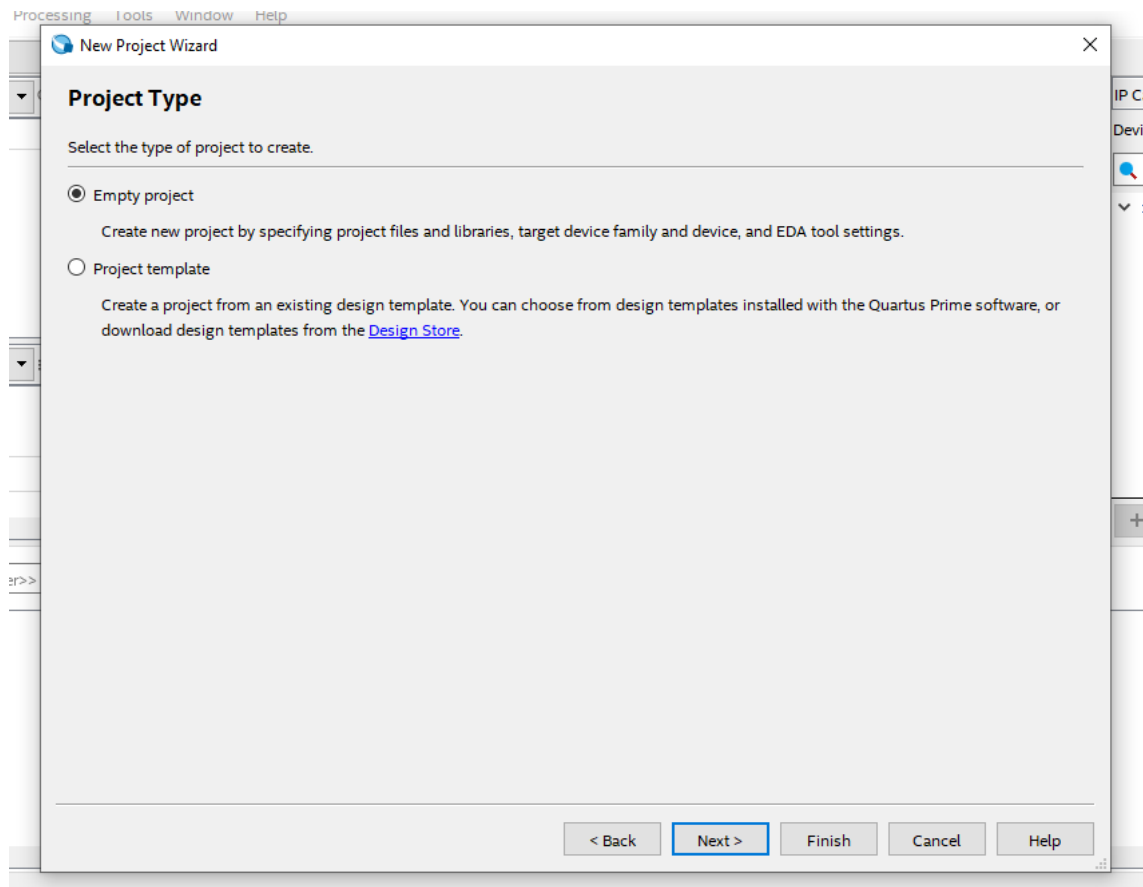 Processing Tools Window Help
New Project Wizard
Project Type
Select the type of project to create.
Empty project
Create new project by specifying project files and libraries, target device family and device, and EDA tool settings.
Project template
Create a project from an existing design template. You can choose from design templates installed with the Quartus Prime software, or
download design templates from the Design Store.
< Back Next > Finish Cancel Help
IP C
Devi
er>>